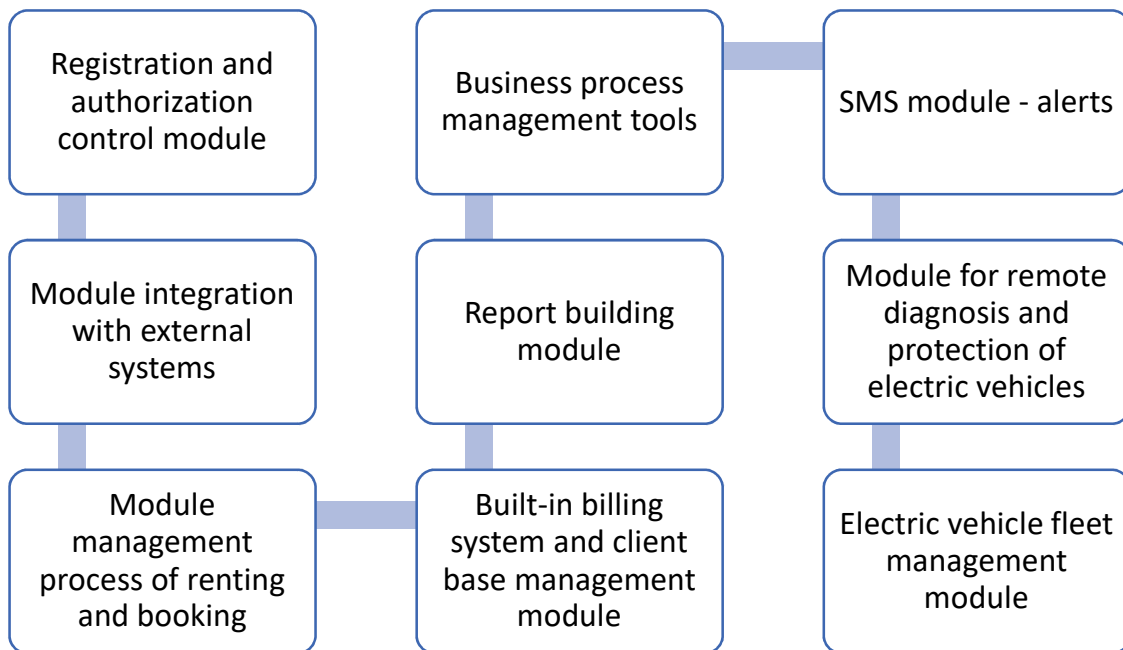 Registration and
authorization
control module
Module integration
with external
systems
Module
management
process of renting
and booking
Built-in billing
system and client
base management
module
Report building
module
Business process
management tools
SMS module - alerts
Module for remote
diagnosis and
protection of
electric vehicles
Electric vehicle fleet
management
module